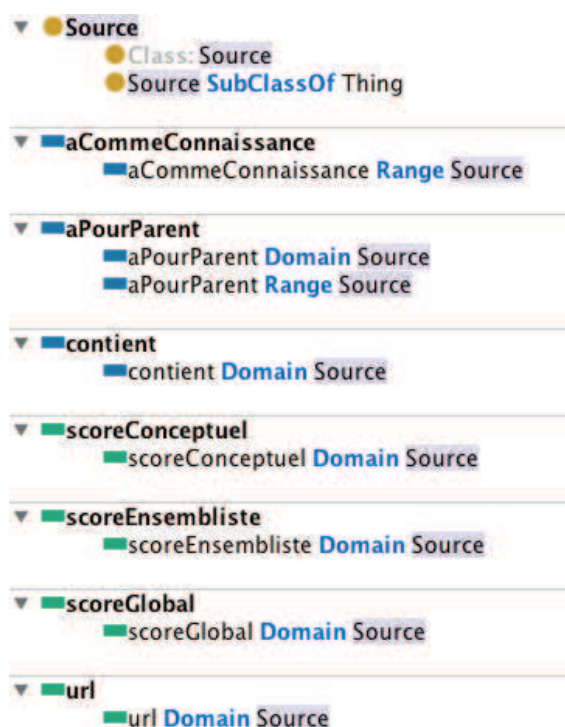 Source
Class: Source
Source SubClassOf Thing
aCommeConnaissance
aCommeConnaissance Range Source
aPourParent
aPourParent Domain Source
aPourParent Range Source
contient
contient Domain Source
scoreConceptuel
scoreConceptuel Domain Source
scoreEnsembliste
scoreEnsembliste Domain Source
scoreGlobal
scoreGlobal Domain Source
url
url Domain Source